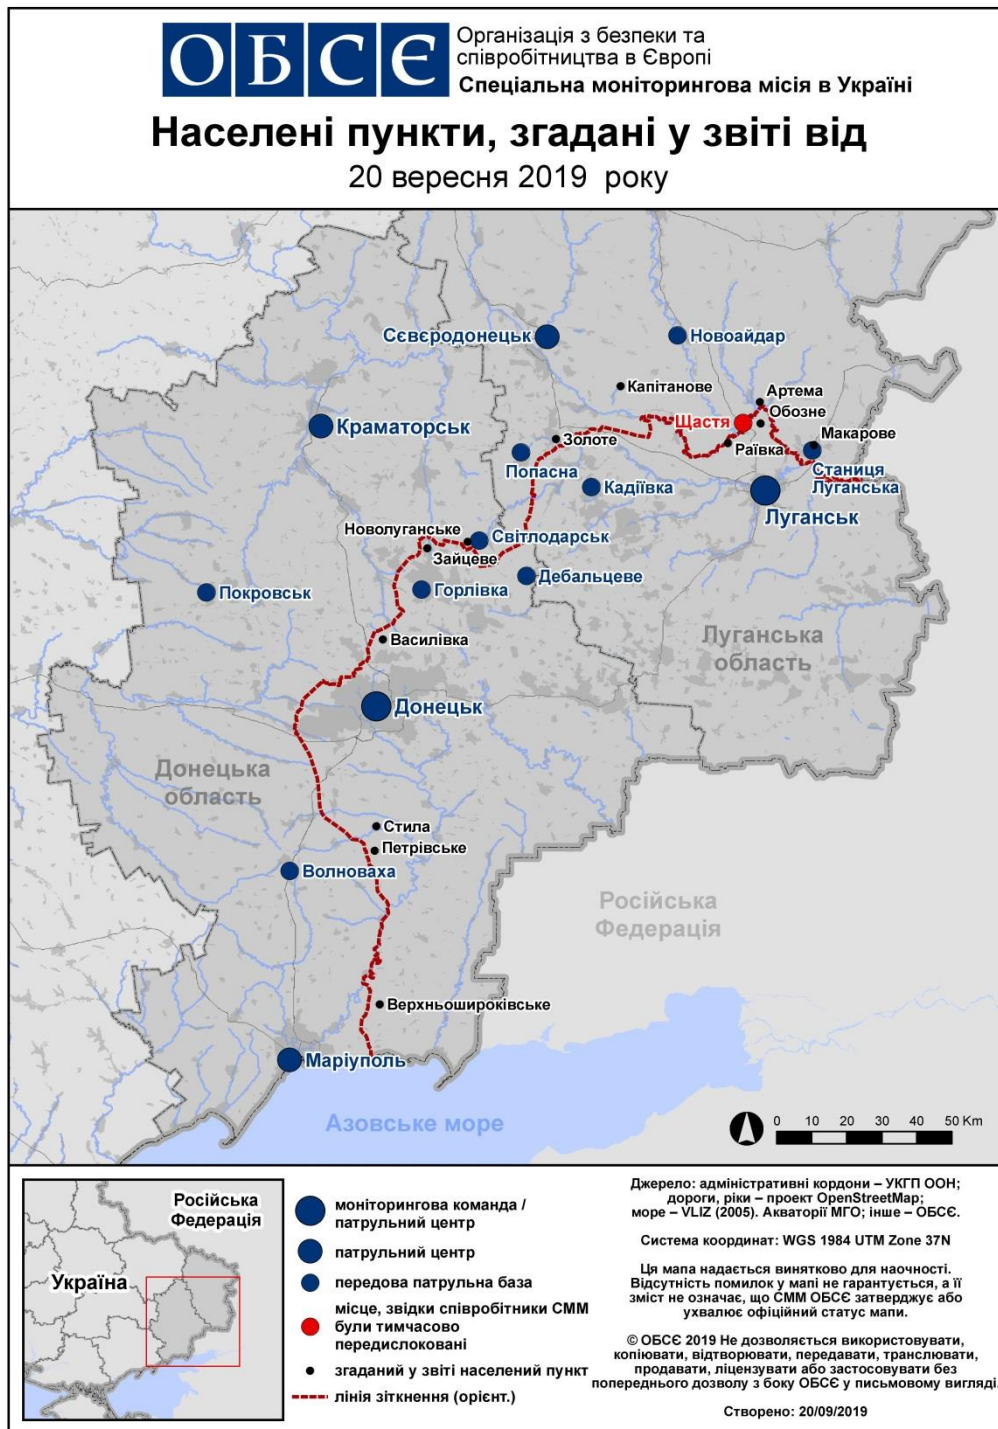 ОБСЄ
Організація з безпеки та
співробітництва в Європі
Спеціальна моніторингова місія в Україні
Населені пункти, згадані у звіті від
20 вересня 2019 року
Сєвєродонецьк
Новоайдар
Капітанове
Артема
Обозне
Щастя
Макарове
Краматорськ
Золоте
Раївка
Попасна
Станиця
Луганська
Кадіївка
Луганськ
Новолуганське
Світлодарськ
Зайцеве
Дебальцеве
Горлівка
Покровськ
Василівка
Луганська
область
Донецьк
Донецька
область
Стила
Петрівське
Волноваха
Російська
Федерація
Верхньошироківське
Маріуполь
Азовське море
0 10 20 30 40 50 Km
Російська
Федерація
Україна
моніторингова команда /
патрульний центр
патрульний центр
передова патрульна база
місце, звідки співробітники СММ
були тимчасово
передислоковані
згаданий у звіті населений пункт
лінія зіткнення (орієнт.)
Джерело: адміністративні кордони – УКГП ООН;
дороги, ріки – проект OpenStreetMap;
море – VLIZ (2005). Акваторії МГО; інше – ОБСЄ.
Система координат: WGS 1984 UTM Zone 37N
Ця мапа надається винятково для наочності.
Відсутність помилок у мапі не гарантується, а її
зміст не означає, що СММ ОБСЄ затверджує або
ухвалює офіційний статус мапи.
© ОБСЄ 2019 Не дозволяється використовувати,
копіювати, відтворювати, передавати, транслювати,
продавати, ліцензувати або застосовувати без
попереднього дозволу з боку ОБСЄ у письмовому вигляді.
Створено: 20/09/2019